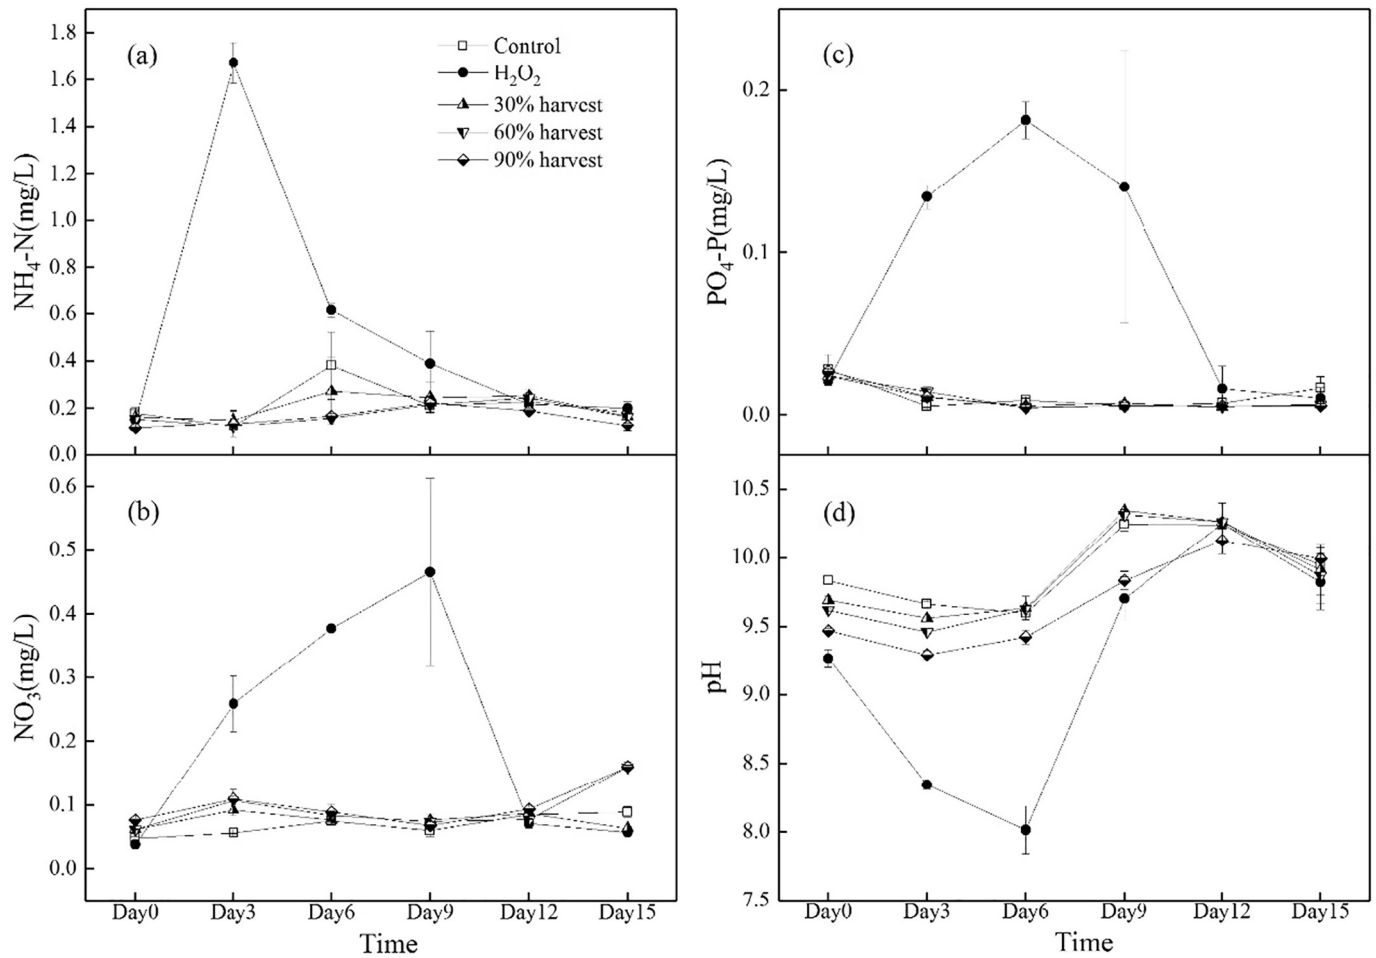 (a)
Control
H₂O₂
30% harvest
60% harvest
90% harvest
NH₄-N(mg/L)
1.8
1.6
1.4
1.2
1.0
0.8
0.6
0.4
0.2
0.0
(b)
NO₃(mg/L)
0.6
0.5
0.4
0.3
0.2
0.1
0.0
Day0 Day3 Day6 Day9 Day12 Day15
Time
(c)
PO₄-P(mg/L)
0.2
0.1
0.0
(d)
pH
10.5
10.0
9.5
9.0
8.5
8.0
7.5
Day0 Day3 Day6 Day9 Day12 Day15
Time